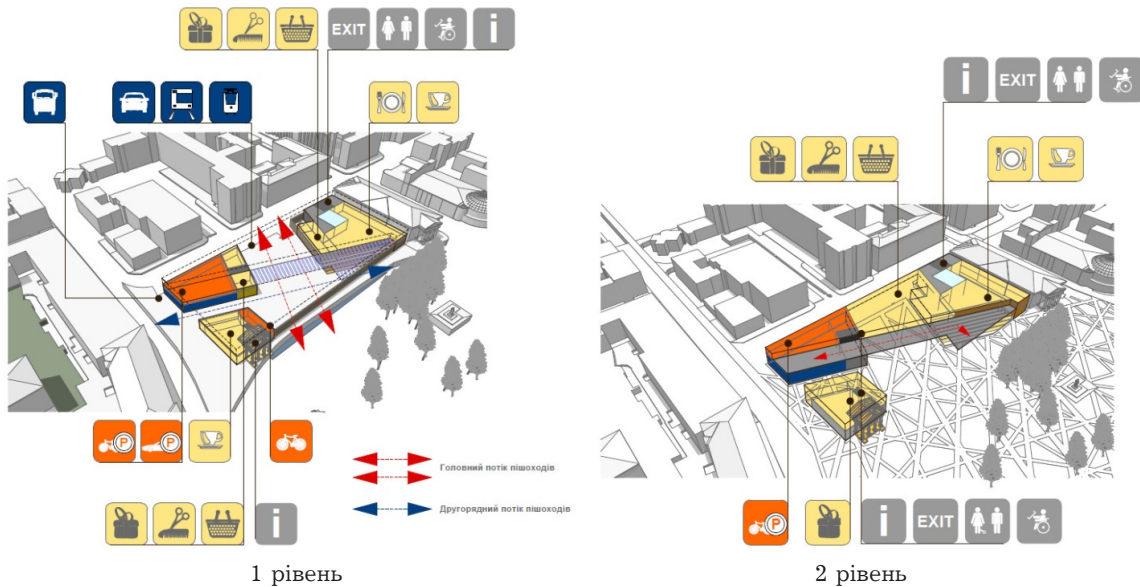 EXIT
i
i
EXIT
P
P
Головний потік пішоходів
Другорядний потік пішоходів
i
P
i
EXIT
1 рівень
2 рівень